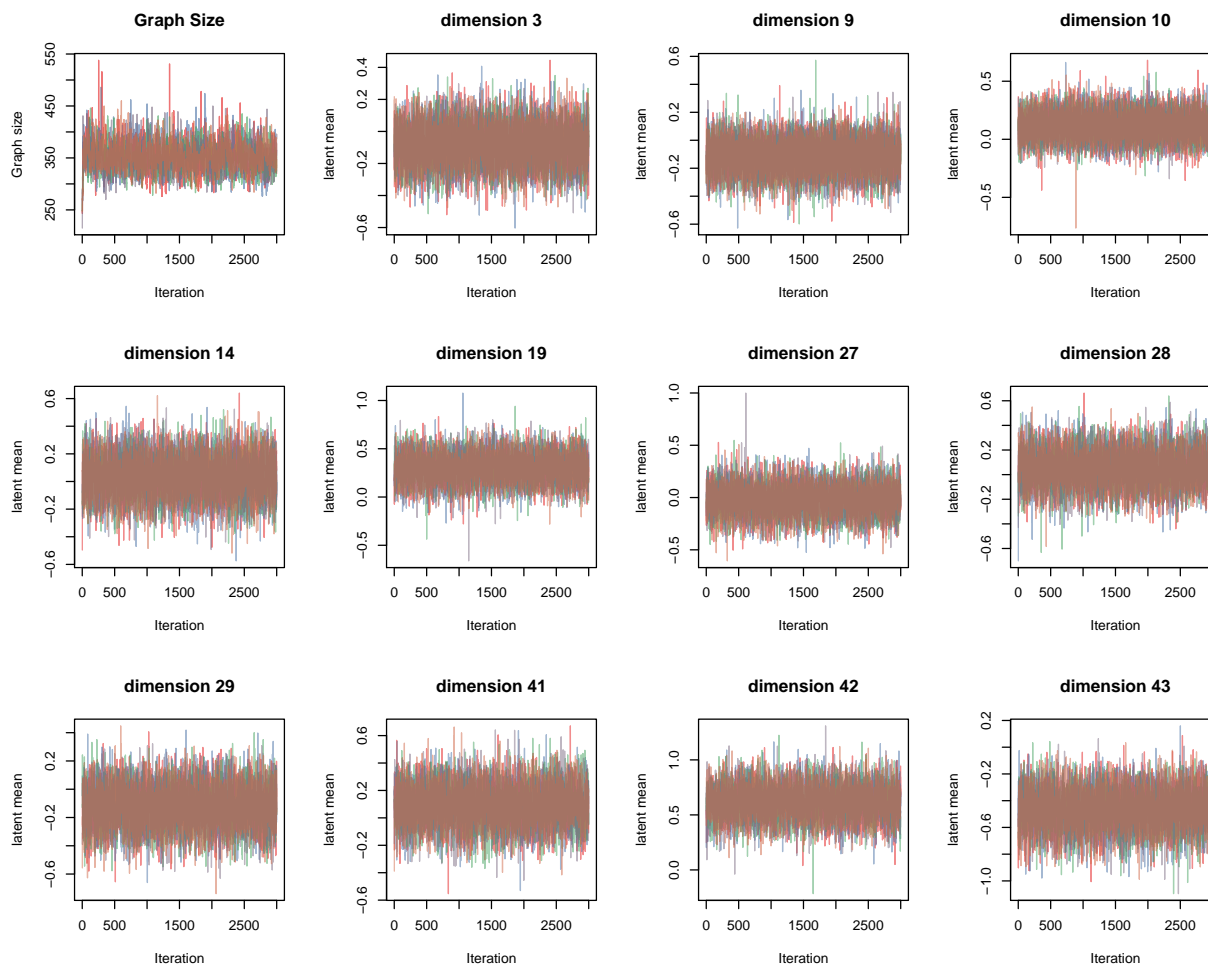 Graph Size
dimension 3
dimension 9
dimension 10
Graph size
250 350 450 550
latent mean
−0.6 −0.2 0.2 0.4
latent mean
−0.6 −0.2 0.2 0.6
latent mean
−0.5 0.0 0.5
0 500 1500 2500
0 500 1500 2500
0 500 1500 2500
0 500 1500 2500
Iteration
Iteration
Iteration
Iteration
dimension 14
dimension 19
dimension 27
dimension 28
latent mean
−0.6 −0.2 0.2 0.6
latent mean
−0.5 0.0 0.5 1.0
latent mean
−0.5 0.0 0.5 1.0
latent mean
−0.6 −0.2 0.2 0.6
0 500 1500 2500
0 500 1500 2500
0 500 1500 2500
0 500 1500 2500
Iteration
Iteration
Iteration
Iteration
dimension 29
dimension 41
dimension 42
dimension 43
latent mean
−0.6 −0.2 0.2
latent mean
−0.6 −0.2 0.2 0.6
latent mean
0.0 0.5 1.0
latent mean
−1.0 −0.6 −0.2 0.2
0 500 1500 2500
0 500 1500 2500
0 500 1500 2500
0 500 1500 2500
Iteration
Iteration
Iteration
Iteration